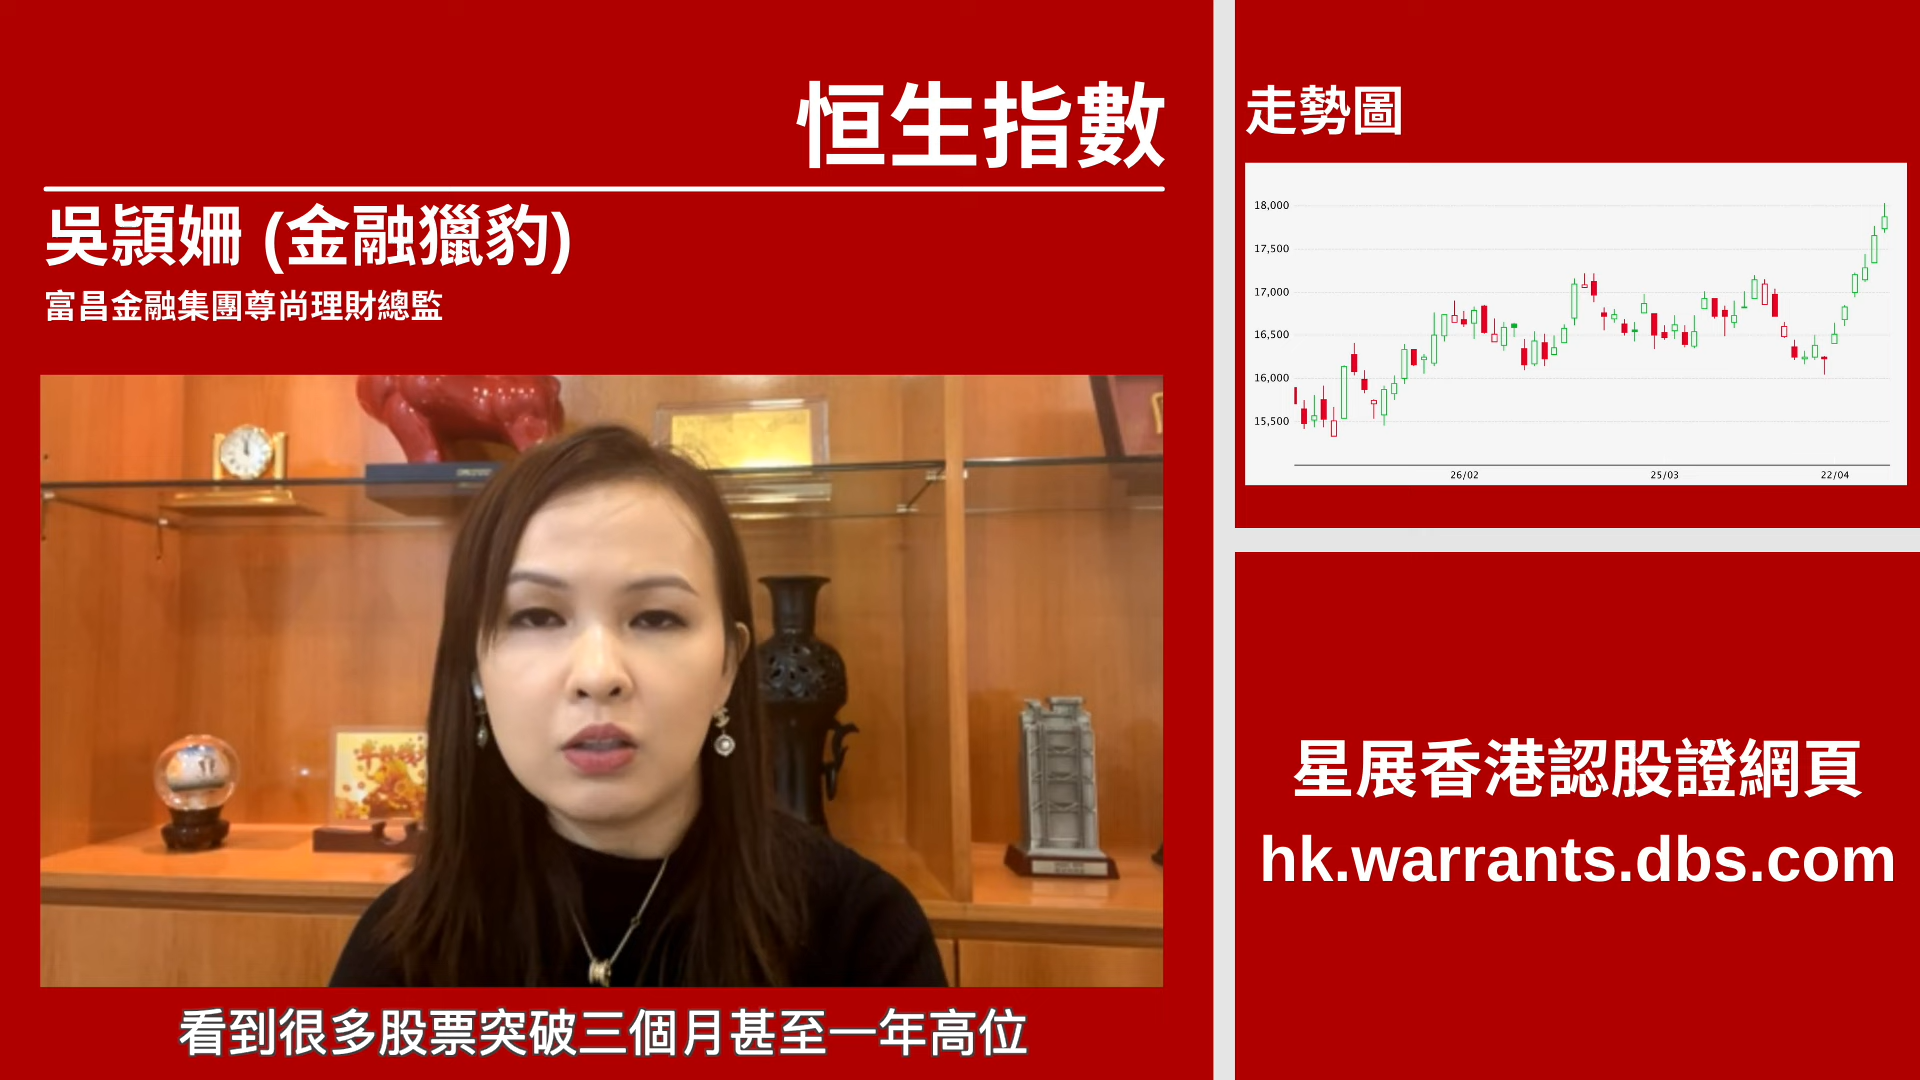 恒生指數
吳頴姍 (金融獵豹)
富昌金融集團尊尚理財總監
看到很多股票突破三個月甚至一年高位
走勢圖
18,000
17,500
17,000
16,500
16,000
15,500
26/02
25/03
22/04
星展香港認股證網頁
hk.warrants.dbs.com